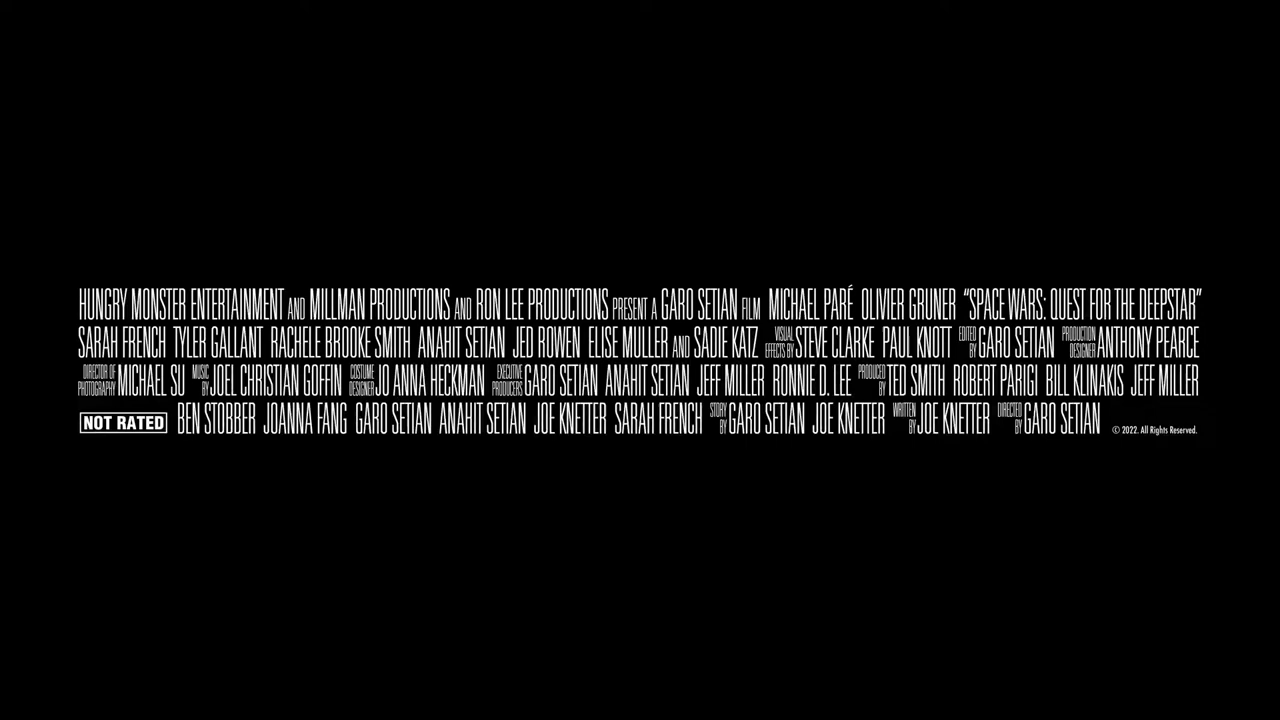 HUNGRY MONSTER ENTERTAINMENT AND MILLMAN PRODUCTIONS AND RON LEE PRODUCTIONS PRESENT A GARO SETIAN FILM MICHAEL PARÉ OLIVIER GRUNER “SPACE WARS: QUEST FOR THE DEEPSTAR”
SARAH FRENCH TYLER GALLANT RACHELE BROOKE SMITH ANAHIT SETIAN JED ROWEN ELISE MULLER AND SADIE KATZ VISUAL EFFECTS BY STEVE CLARKE PAUL KNOTT EDITED BY GARO SETIAN PRODUCTION DESIGNER ANTHONY PEARCE
DIRECTOR OF PHOTOGRAPHY MICHAEL SU MUSIC BY JOEL CHRISTIAN GOFFIN COSTUME DESIGNER JO ANNA HECKMAN EXECUTIVE PRODUCERS GARO SETIAN ANAHIT SETIAN JEFF MILLER RONNIE D. LEE PRODUCED BY TED SMITH ROBERT PARIGI BILL KLINAKIS JEFF MILLER
NOT RATED BEN STOBBER JOANNA FANG GARO SETIAN ANAHIT SETIAN JOE KNETTER SARAH FRENCH STORY BY GARO SETIAN JOE KNETTER WRITTEN BY JOE KNETTER DIRECTED BY GARO SETIAN © 2022. All Rights Reserved.